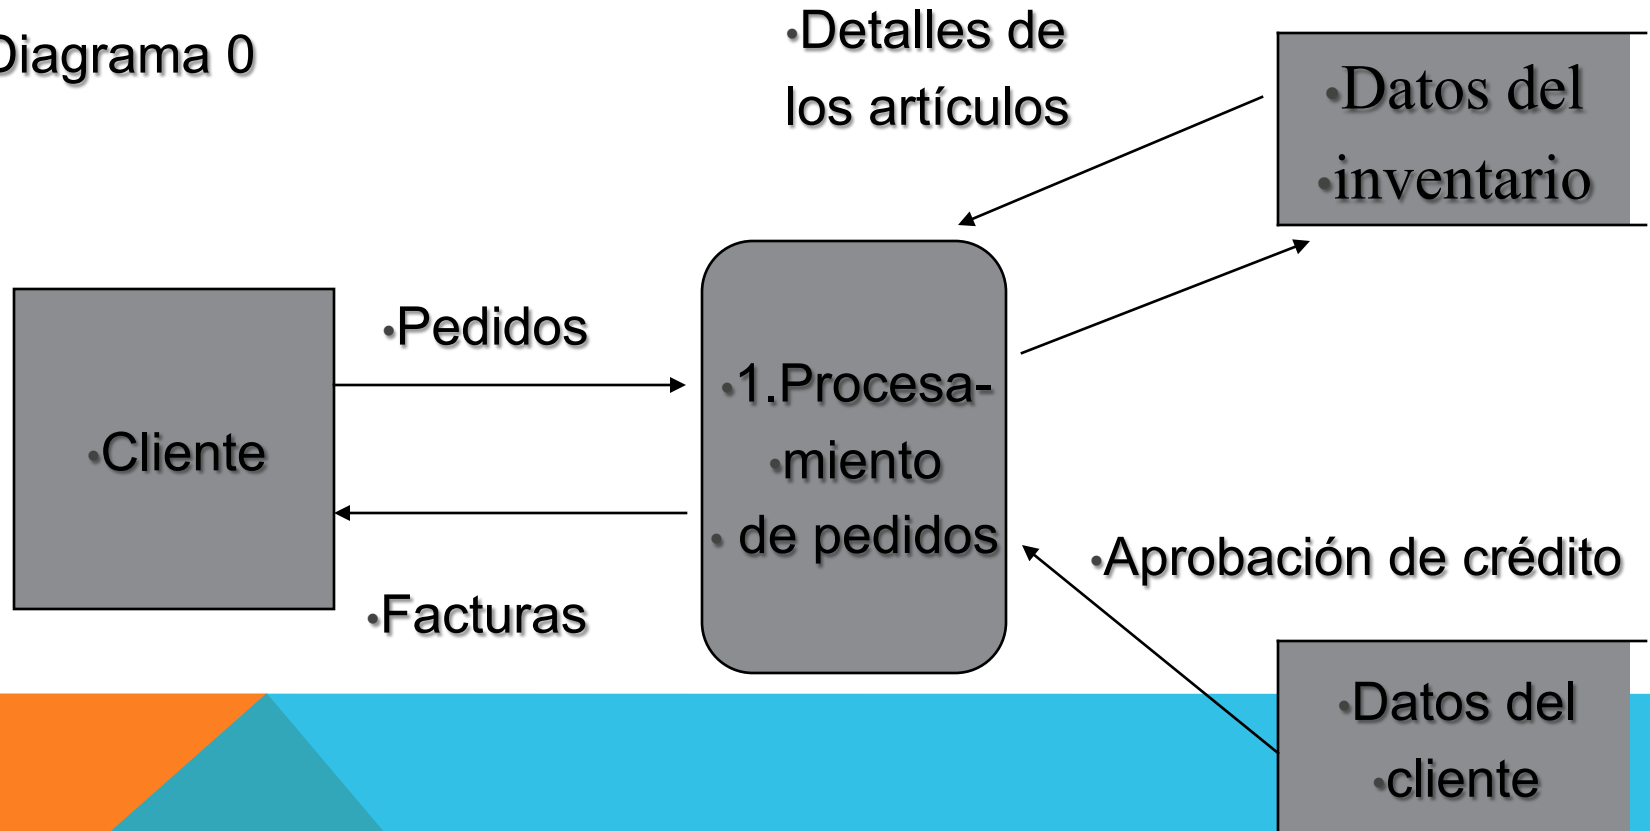 Diagrama 0
•Detalles de
los artículos
•Datos del
•inventario
•Pedidos
•Cliente
•1.Procesa-
•miento
• de pedidos
•Facturas
•Aprobación de crédito
•Datos del
•cliente